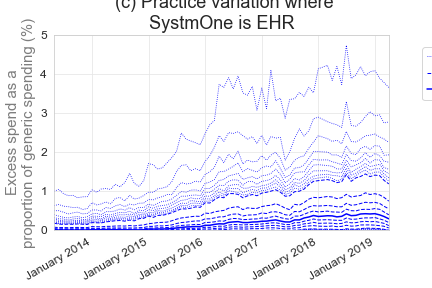 (c) Practice variation where
SystmOne is EHR
Excess spend as a
proportion of generic spending (%)
5
4
3
2
1
0
January 2014
January 2015
January 2016
January 2017
January 2018
January 2019